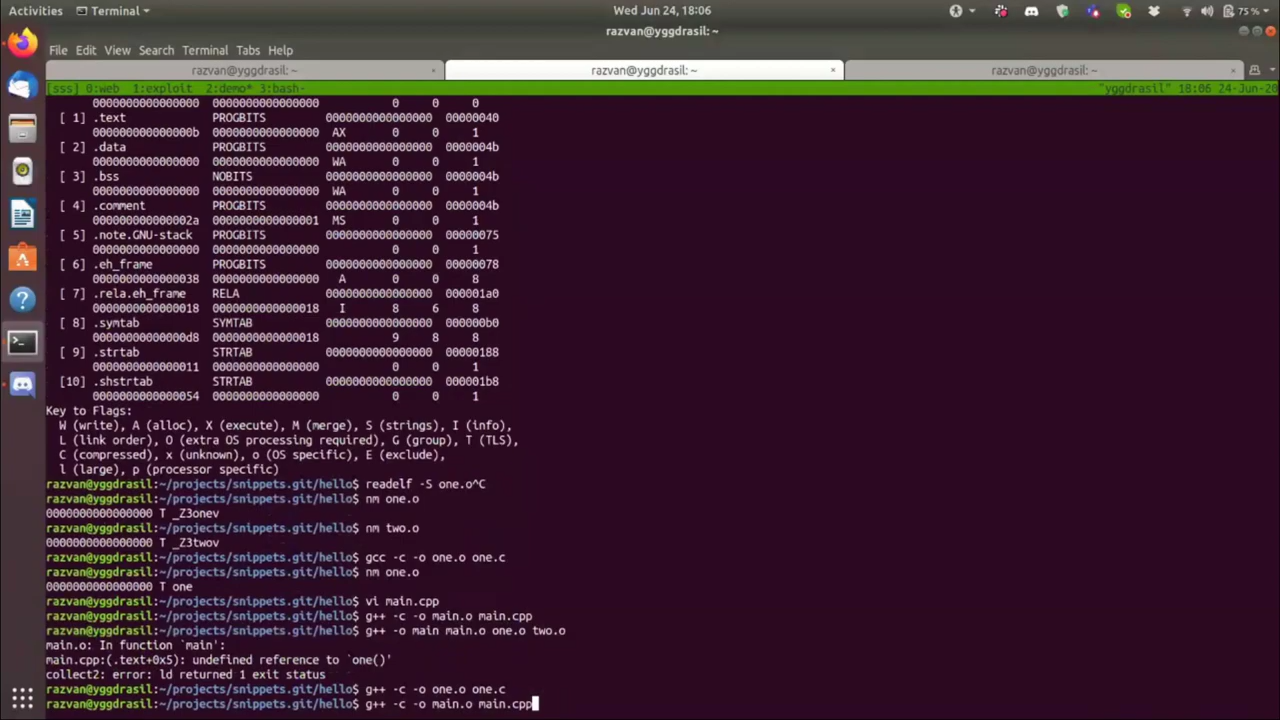 Activities Terminal Wed Jun 24, 18:06 75 %
razvan@yggdrasil: ~
File Edit View Search Terminal Tabs Help
razvan@yggdrasil: ~ × razvan@yggdrasil: ~ × razvan@yggdrasil: ~ ×
[sss] 0:web 1:exploit 2:demo* 3:bash- "yggdrasil" 18:06 24-Jun-20
0000000000000000 0000000000000000 0 0 0
[ 1] .text PROGBITS 0000000000000000 00000040
000000000000000b 0000000000000000 AX 0 0 1
[ 2] .data PROGBITS 0000000000000000 0000004b
0000000000000000 0000000000000000 WA 0 0 1
[ 3] .bss NOBITS 0000000000000000 0000004b
0000000000000000 0000000000000000 WA 0 0 1
[ 4] .comment PROGBITS 0000000000000000 0000004b
000000000000002a 0000000000000001 MS 0 0 1
[ 5] .note.GNU-stack PROGBITS 0000000000000000 00000075
0000000000000000 0000000000000000 0 0 1
[ 6] .eh_frame PROGBITS 0000000000000000 00000078
0000000000000038 0000000000000000 A 0 0 8
[ 7] .rela.eh_frame RELA 0000000000000000 000001a0
0000000000000018 0000000000000018 I 8 6 8
[ 8] .symtab SYMTAB 0000000000000000 000000b0
00000000000000d8 0000000000000018 9 8 8
[ 9] .strtab STRTAB 0000000000000000 00000188
0000000000000011 0000000000000000 0 0 1
[10] .shstrtab STRTAB 0000000000000000 000001b8
0000000000000054 0000000000000000 0 0 1
Key to Flags:
W (write), A (alloc), X (execute), M (merge), S (strings), I (info),
L (link order), O (extra OS processing required), G (group), T (TLS),
C (compressed), x (unknown), o (OS specific), E (exclude),
l (large), p (processor specific)
razvan@yggdrasil:~/projects/snippets.git/hello$ readelf -S one.o^C
razvan@yggdrasil:~/projects/snippets.git/hello$ nm one.o
0000000000000000 T _Z3onev
razvan@yggdrasil:~/projects/snippets.git/hello$ nm two.o
0000000000000000 T _Z3twov
razvan@yggdrasil:~/projects/snippets.git/hello$ gcc -c -o one.o one.c
razvan@yggdrasil:~/projects/snippets.git/hello$ nm one.o
0000000000000000 T one
razvan@yggdrasil:~/projects/snippets.git/hello$ vi main.cpp
razvan@yggdrasil:~/projects/snippets.git/hello$ g++ -c -o main.o main.cpp
razvan@yggdrasil:~/projects/snippets.git/hello$ g++ -o main main.o one.o two.o
main.o: In function `main':
main.cpp:(.text+0x5): undefined reference to `one()'
collect2: error: ld returned 1 exit status
razvan@yggdrasil:~/projects/snippets.git/hello$ g++ -c -o one.o one.c
razvan@yggdrasil:~/projects/snippets.git/hello$ g++ -c -o main.o main.cpp